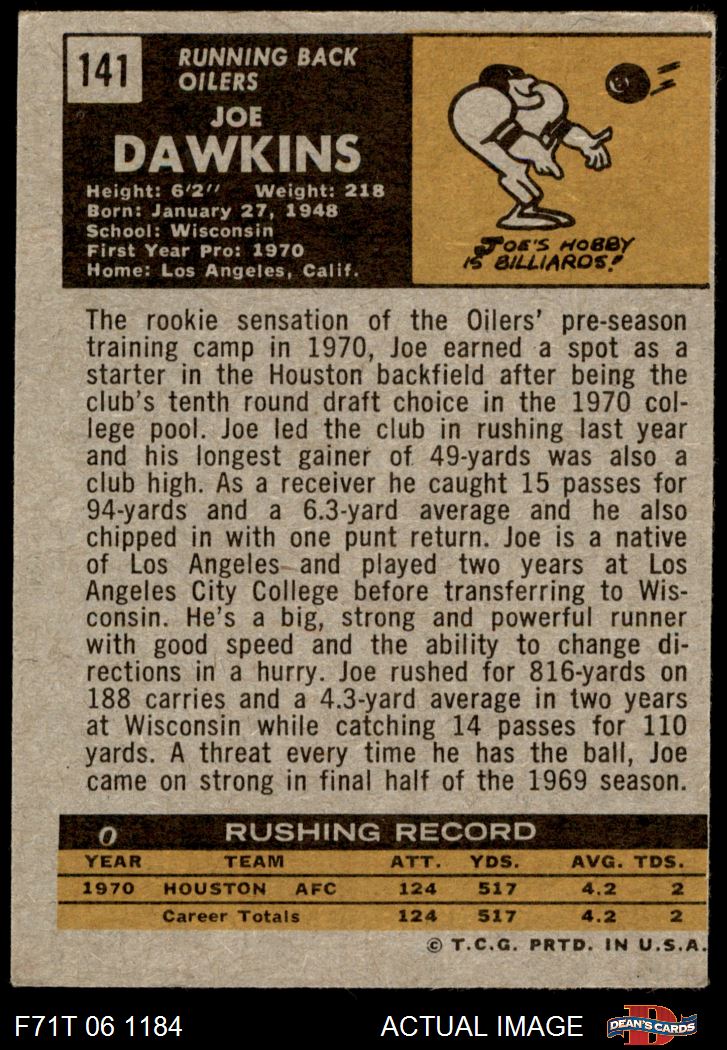 141
RUNNING BACK
OILERS
JOE
DAWKINS
Height: 6'2" Weight: 218
Born: January 27, 1948
School: Wisconsin
First Year Pro: 1970
Home: Los Angeles, Calif.
JOE'S HOBBY
IS BILLIARDS!
The rookie sensation of the Oilers' pre-season
training camp in 1970, Joe earned a spot as a
starter in the Houston backfield after being the
club's tenth round draft choice in the 1970 col-
lege pool. Joe led the club in rushing last year
and his longest gainer of 49-yards was also a
club high. As a receiver he caught 15 passes for
94-yards and a 6.3-yard average and he also
chipped in with one punt return. Joe is a native
of Los Angeles and played two years at Los
Angeles City College before transferring to Wis-
consin. He's a big, strong and powerful runner
with good speed and the ability to change di-
rections in a hurry. Joe rushed for 816-yards on
188 carries and a 4.3-yard average in two years
at Wisconsin while catching 14 passes for 110
yards. A threat every time he has the ball, Joe
came on strong in final half of the 1969 season.
0 RUSHING RECORD
YEAR TEAM ATT. YDS. AVG. TDS.
1970 HOUSTON AFC 124 517 4.2 2
Career Totals 124 517 4.2 2
© T.C.G. PRTD. IN U.S.A.
F71T 06 1184 ACTUAL IMAGE DEAN'S CARDS